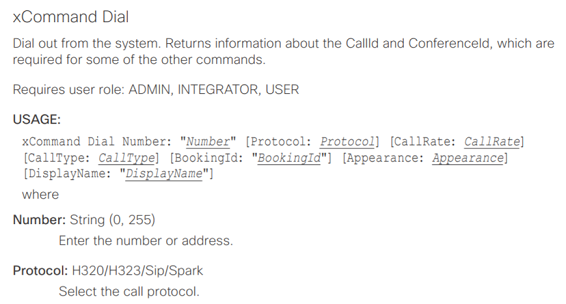 xCommand Dial
Dial out from the system. Returns information about the CallId and ConferenceId, which are
required for some of the other commands.
Requires user role: ADMIN, INTEGRATOR, USER
USAGE:
xCommand Dial Number: "Number" [Protocol: Protocol] [CallRate: CallRate]
[CallType: CallType] [BookingId: "BookingId"] [Appearance: Appearance]
[DisplayName: "DisplayName"]
where
Number: String (0, 255)
Enter the number or address.
Protocol: H320/H323/Sip/Spark
Select the call protocol.